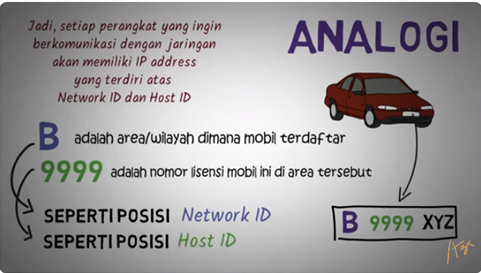 Jadi, setiap perangkat yang ingin
berkomunikasi dengan jaringan
akan memiliki IP address
yang terdiri atas
Network ID dan Host ID
ANALOGI
B adalah area/wilayah dimana mobil terdaftar
9999 adalah nomor lisensi mobil ini di area tersebut
SEPERTI POSISI Network ID
SEPERTI POSISI Host ID
B 9999 XYZ